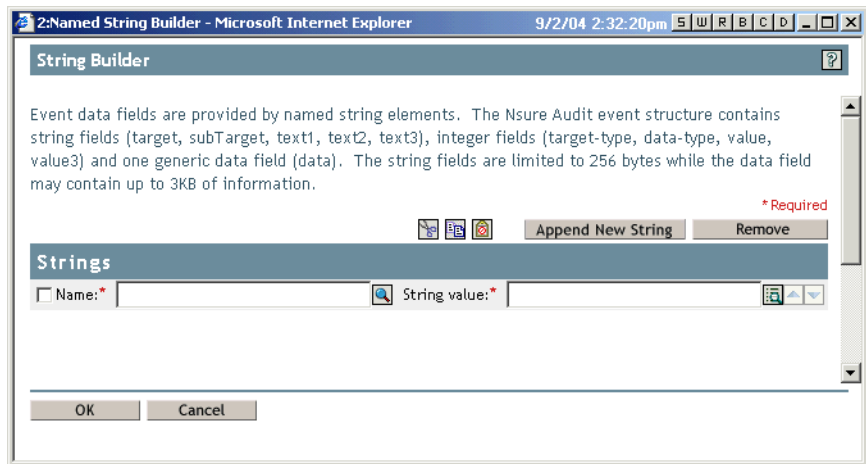 2:Named String Builder - Microsoft Internet Explorer 9/2/04 2:32:20pm S W R B C D
String Builder ?
Event data fields are provided by named string elements. The Nsure Audit event structure contains
string fields (target, subTarget, text1, text2, text3), integer fields (target-type, data-type, value,
value3) and one generic data field (data). The string fields are limited to 256 bytes while the data field
may contain up to 3KB of information.
* Required
Append New String Remove
Strings
Name:* String value:*
OK Cancel